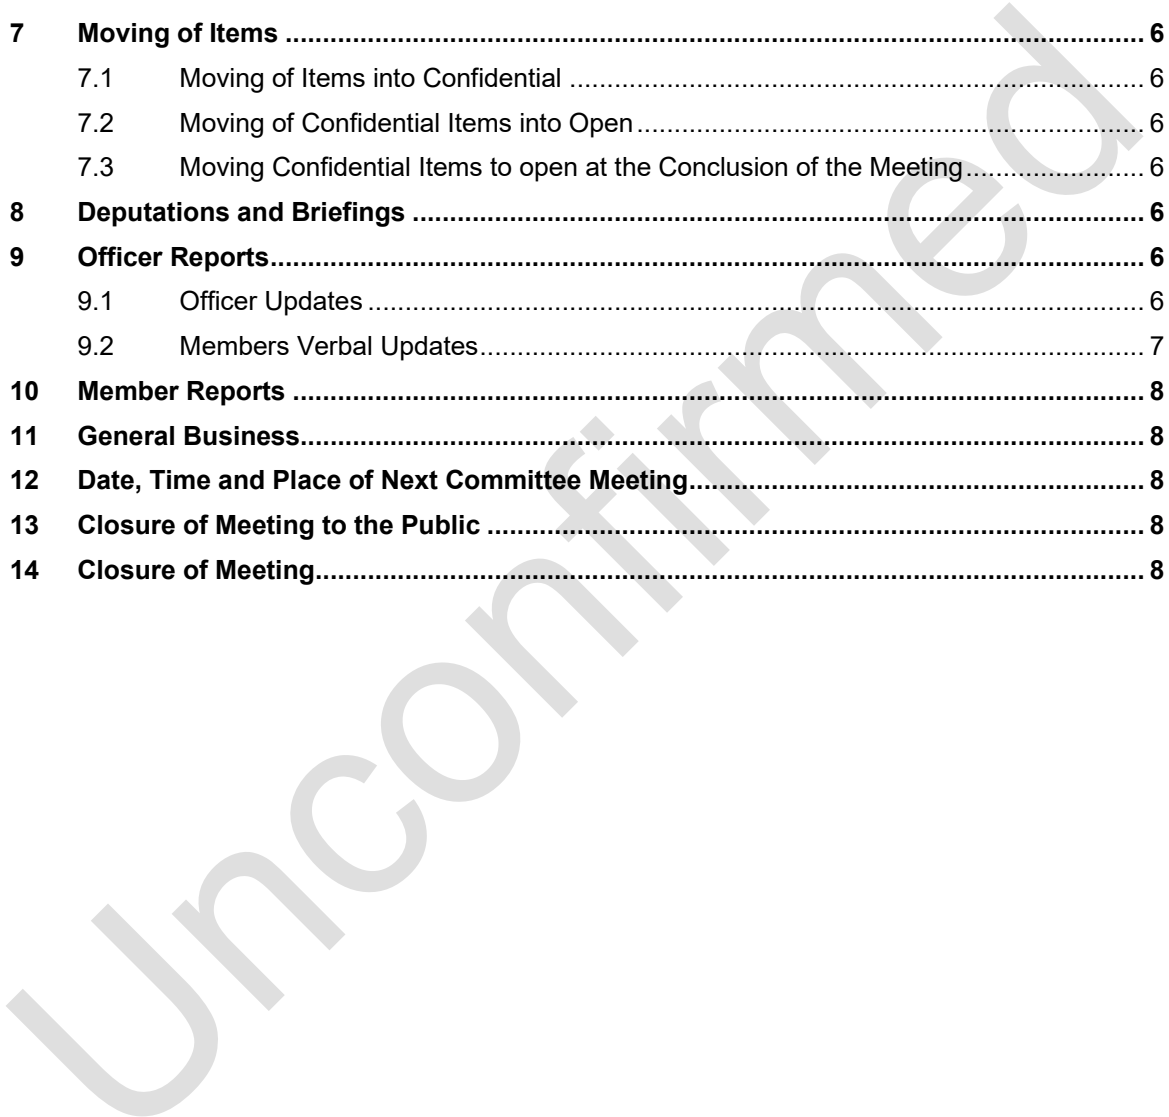 7 Moving of Items ........ 6
7.1 Moving of Items into Confidential ........ 6
7.2 Moving of Confidential Items into Open ........ 6
7.3 Moving Confidential Items to open at the Conclusion of the Meeting ........ 6
8 Deputations and Briefings ........ 6
9 Officer Reports ........ 6
9.1 Officer Updates ........ 6
9.2 Members Verbal Updates ........ 7
10 Member Reports ........ 8
11 General Business ........ 8
12 Date, Time and Place of Next Committee Meeting ........ 8
13 Closure of Meeting to the Public ........ 8
14 Closure of Meeting ........ 8
Unconfirmed